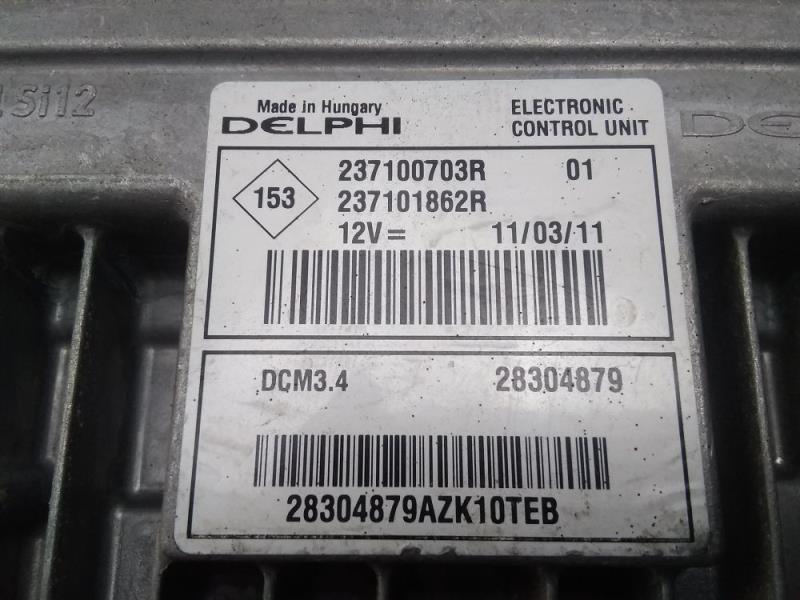 Si12
Made in Hungary
DELPHI
ELECTRONIC
CONTROL UNIT
153
237100703R 01
237101862R
12V= 11/03/11
DCM3.4 28304879
28304879AZK10TEB